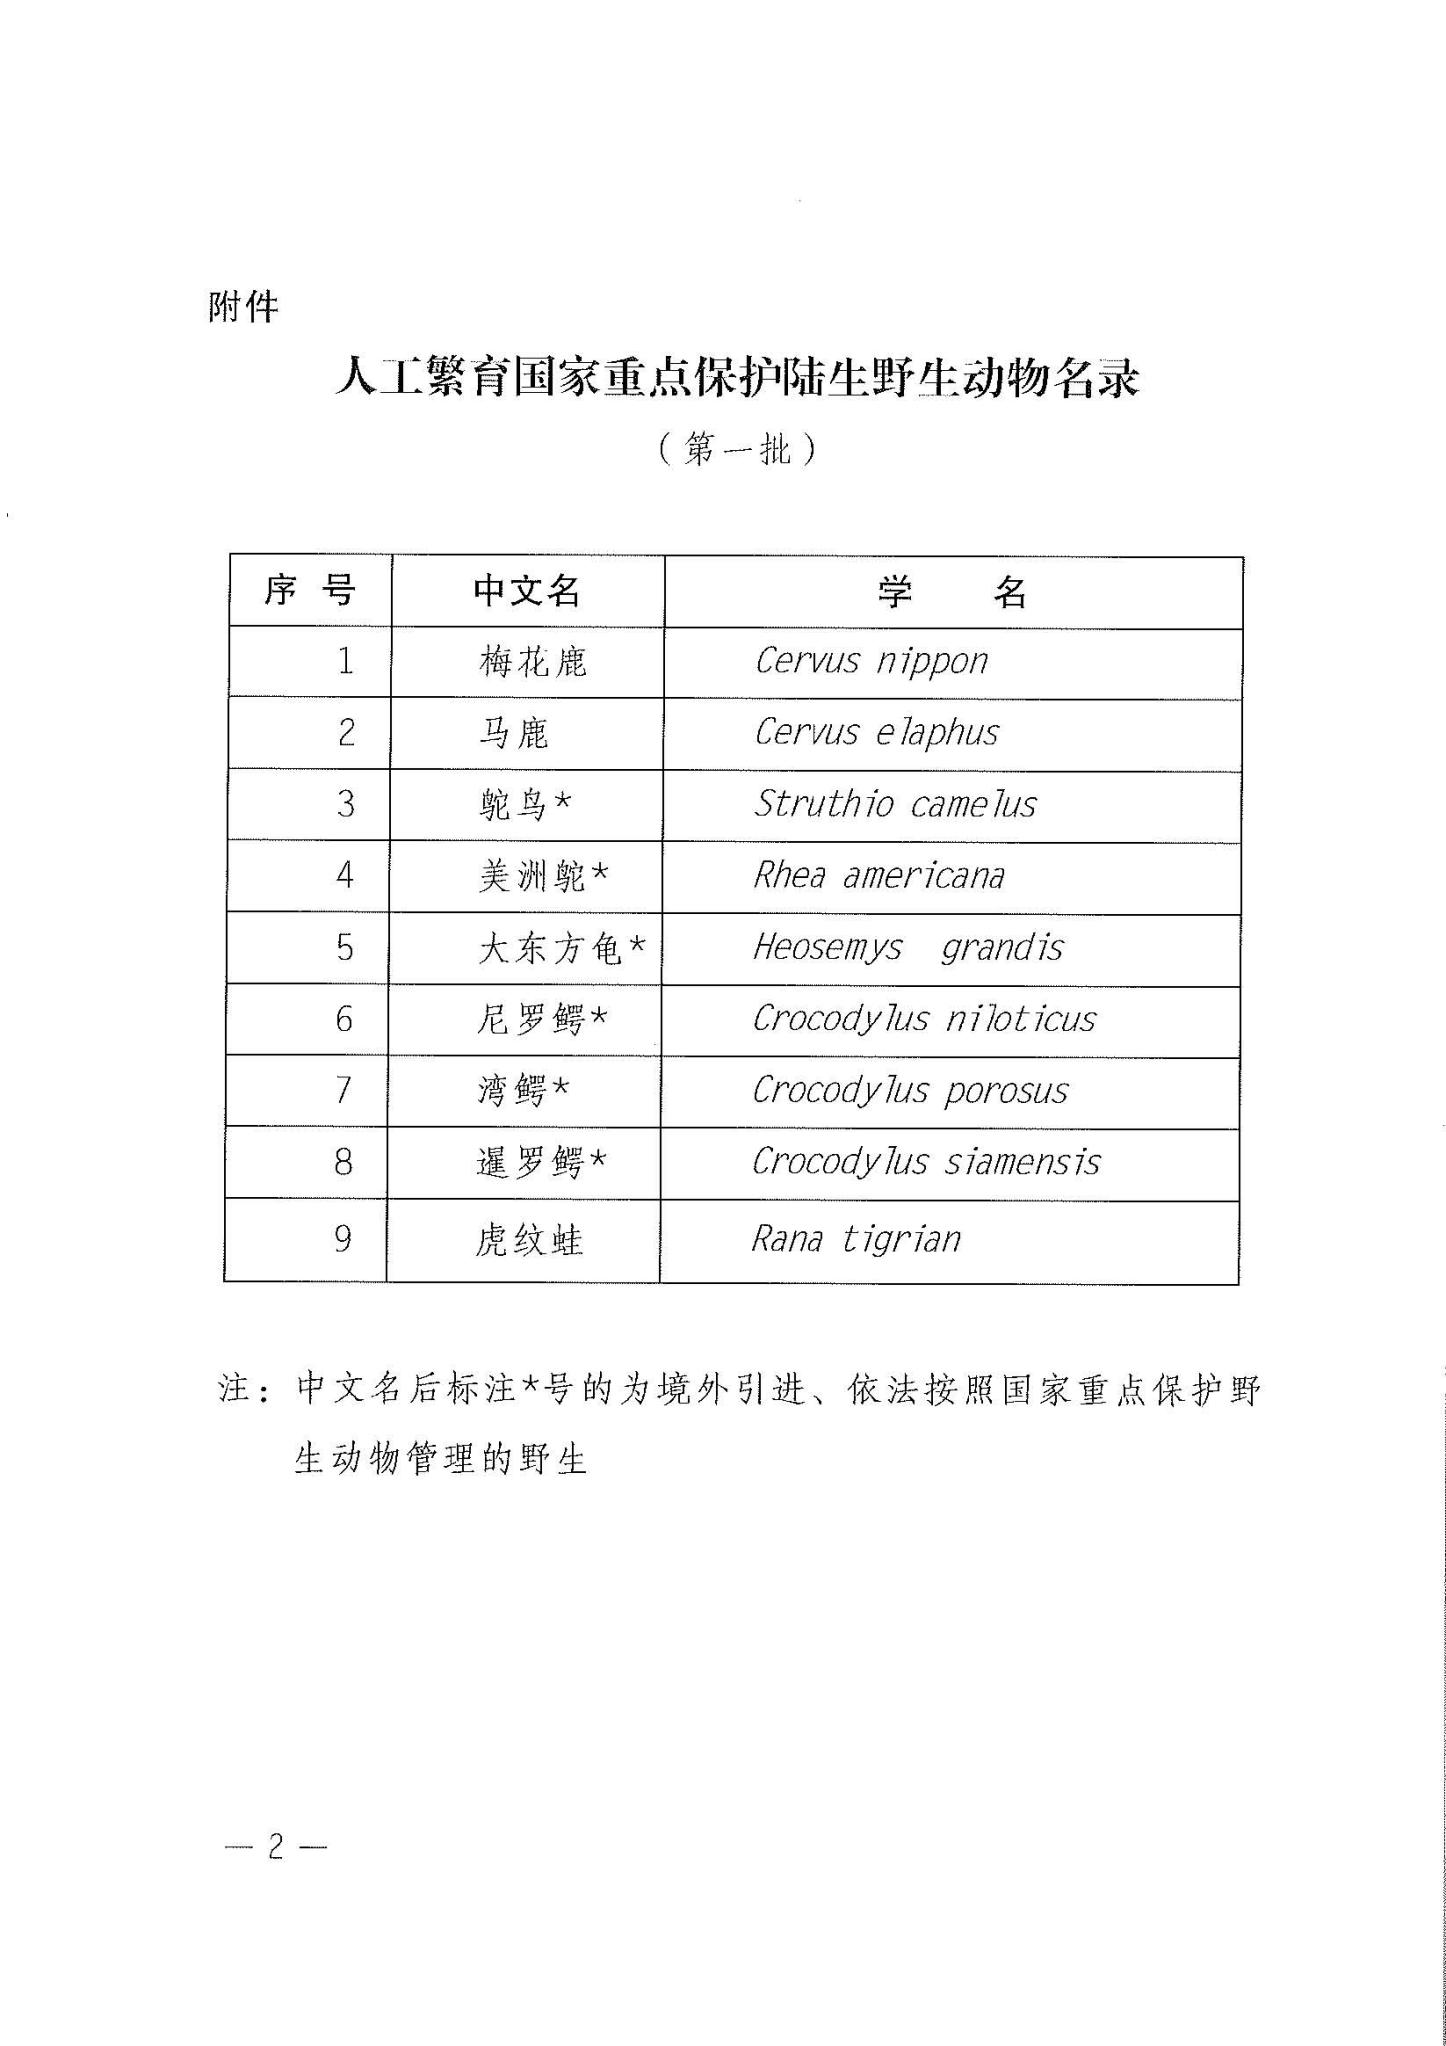 附件
人工繁育国家重点保护陆生野生动物名录
（第一批）
序 号 中文名 学 名
1 梅花鹿 Cervus nippon
2 马鹿 Cervus elaphus
3 鸵鸟* Struthio camelus
4 美洲鸵* Rhea americana
5 大东方龟* Heosemys grandis
6 尼罗鳄* Crocodylus niloticus
7 湾鳄* Crocodylus porosus
8 暹罗鳄* Crocodylus siamensis
9 虎纹蛙 Rana tigrian
注：中文名后标注*号的为境外引进、依法按照国家重点保护野
生动物管理的野生
— 2 —